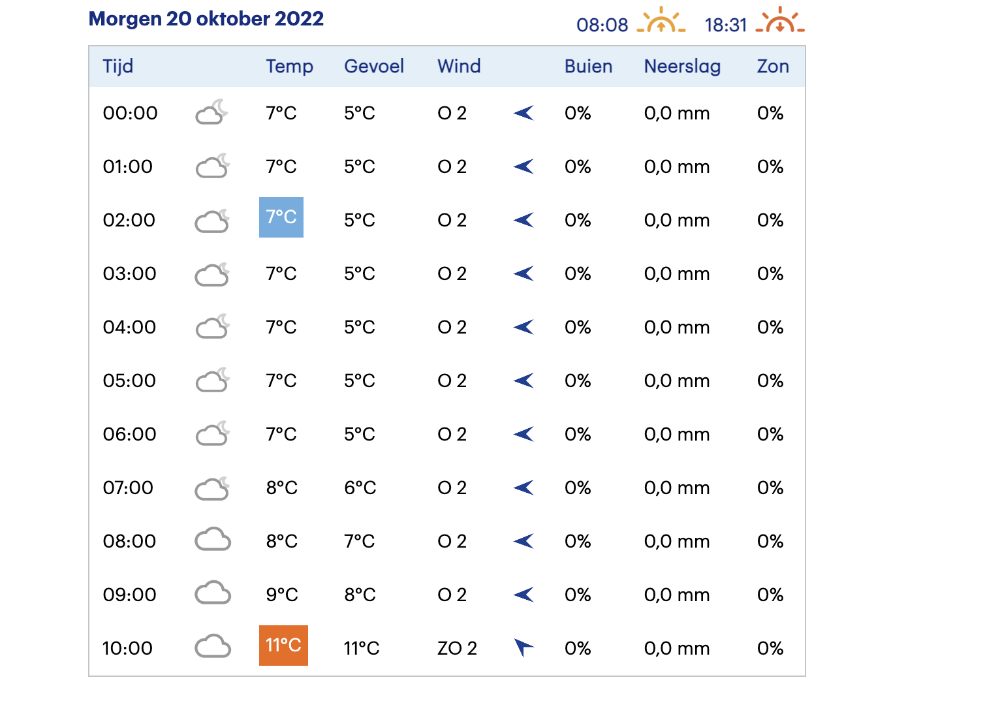 Morgen 20 oktober 2022 08:08 18:31
Tijd Temp Gevoel Wind Buien Neerslag Zon
00:00 7°C 5°C O 2 0% 0,0 mm 0%
01:00 7°C 5°C O 2 0% 0,0 mm 0%
02:00 7°C 5°C O 2 0% 0,0 mm 0%
03:00 7°C 5°C O 2 0% 0,0 mm 0%
04:00 7°C 5°C O 2 0% 0,0 mm 0%
05:00 7°C 5°C O 2 0% 0,0 mm 0%
06:00 7°C 5°C O 2 0% 0,0 mm 0%
07:00 8°C 6°C O 2 0% 0,0 mm 0%
08:00 8°C 7°C O 2 0% 0,0 mm 0%
09:00 9°C 8°C O 2 0% 0,0 mm 0%
10:00 11°C 11°C ZO 2 0% 0,0 mm 0%